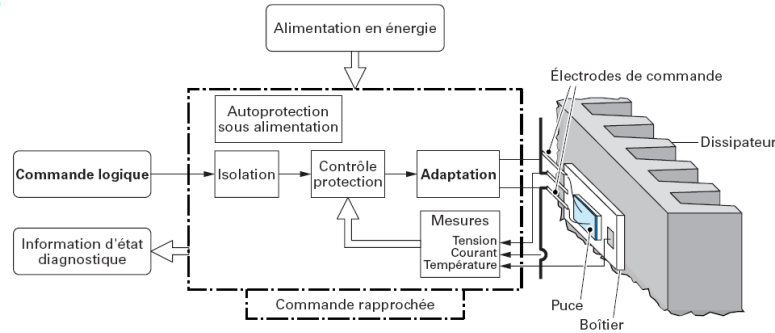 Alimentation en énergie
Électrodes de commande
Autoprotection
sous alimentation
Dissipateur
Commande logique
Isolation
Contrôle
protection
Adaptation
Mesures
Tension
Courant
Température
Information d'état
diagnostique
Commande rapprochée
Puce
Boîtier